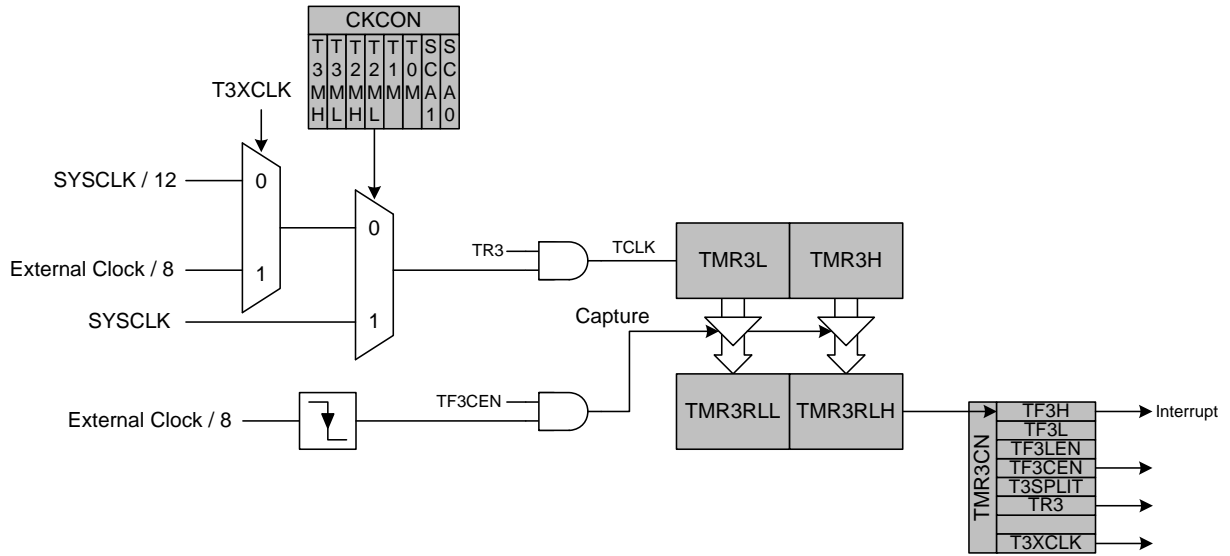 CKCON
T3MH
T3ML
T2MH
T2ML
T1M
T0M
SCA1
SCA0
T3XCLK
SYSCLK / 12
0
External Clock / 8
1
SYSCLK
0
1
TR3
TCLK
TMR3L
TMR3H
Capture
External Clock / 8
TF3CEN
TMR3RLL
TMR3RLH
TMR3CN
TF3H
TF3L
TF3LEN
TF3CEN
T3SPLIT
TR3
T3XCLK
Interrupt